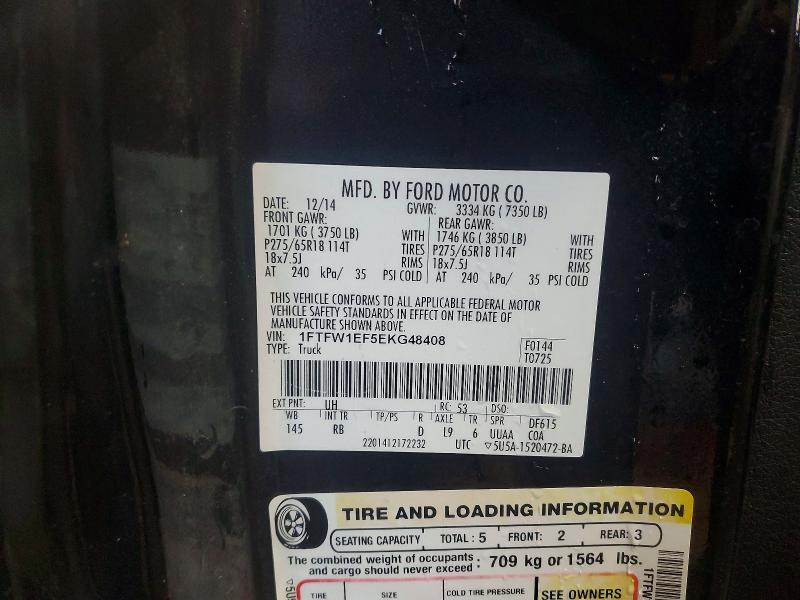 MFD. BY FORD MOTOR CO.
DATE: 12/14 GVWR: 3334 KG ( 7350 LB)
FRONT GAWR: REAR GAWR:
1701 KG ( 3750 LB) WITH 1746 KG ( 3850 LB) WITH
P275/65R18 114T TIRES P275/65R18 114T TIRES
18x7.5J RIMS 18x7.5J RIMS
AT 240 kPa/ 35 PSI COLD AT 240 kPa/ 35 PSI COLD
THIS VEHICLE CONFORMS TO ALL APPLICABLE FEDERAL MOTOR
VEHICLE SAFETY STANDARDS IN EFFECT ON THE DATE OF
MANUFACTURE SHOWN ABOVE.
VIN: 1FTFW1EF5EKG48408 F0144
TYPE: Truck T0725
EXT PNT: UH RC: 53 DSO:
WB INT TR TP/PS R AXLE TR SPR DF615
145 RB D L9 6 UUAA COA
2201412172232 UTC ▽5U5A-1520472-BA
TIRE AND LOADING INFORMATION
SEATING CAPACITY TOTAL : 5 FRONT: 2 REAR: 3
The combined weight of occupants and cargo should never exceed : 709 kg or 1564 lbs.
TIRE SIZE COLD TIRE PRESSURE SEE OWNERS
1FTFW